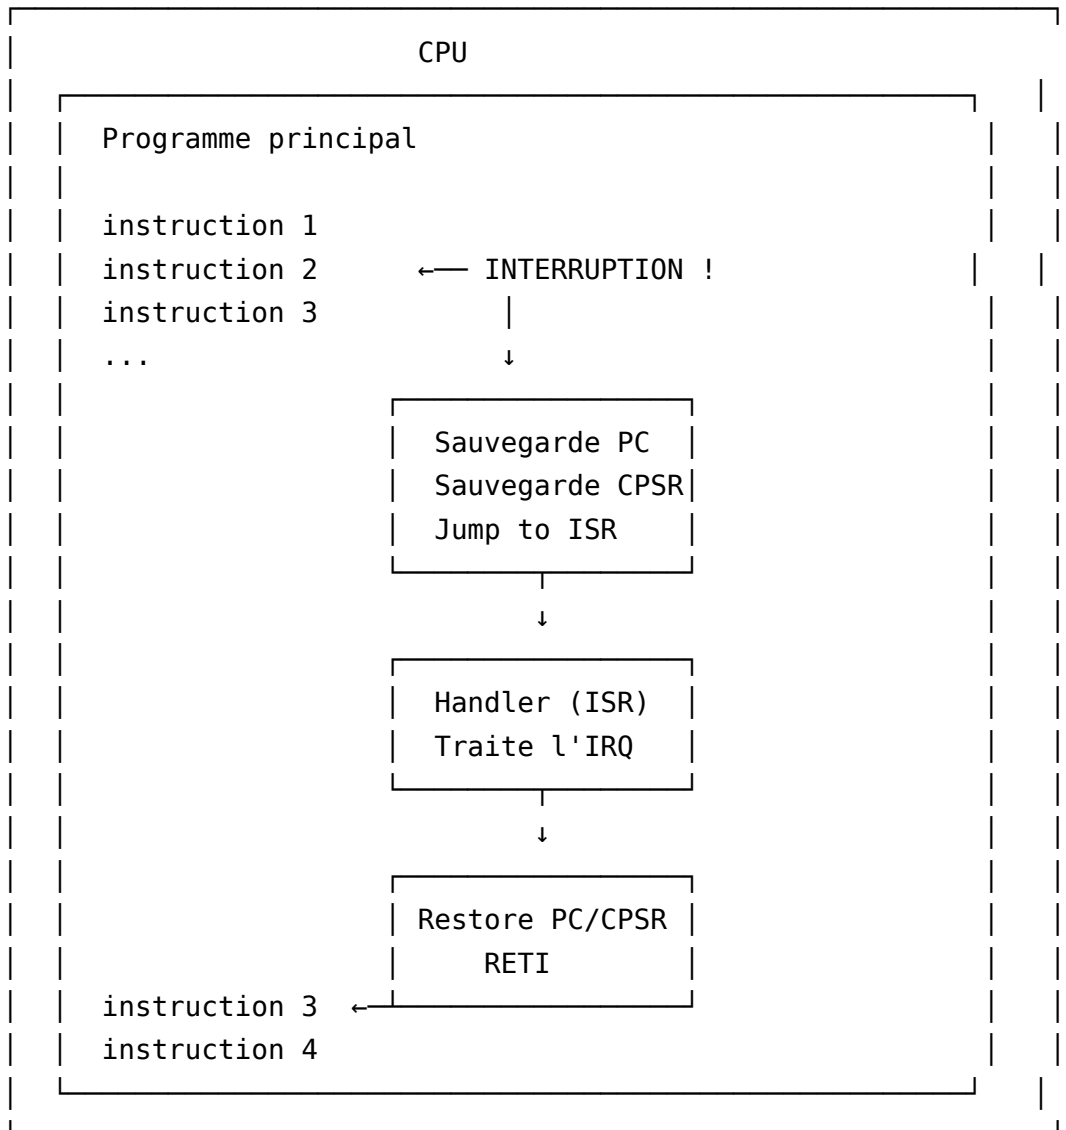 CPU
Programme principal
instruction 1
instruction 2 ←── INTERRUPTION !
instruction 3
...
Sauvegarde PC
Sauvegarde CPSR
Jump to ISR
Handler (ISR)
Traite l'IRQ
Restore PC/CPSR
RETI
instruction 3 ←
instruction 4